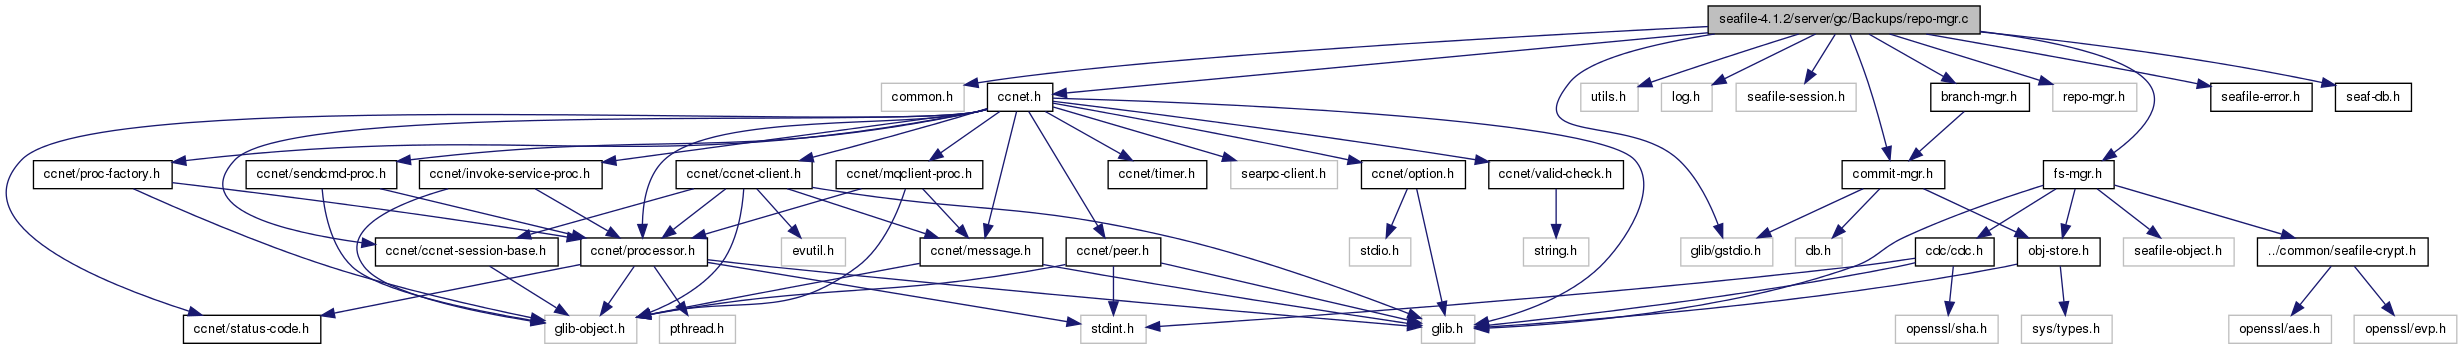 seafile-4.1.2/server/gc/Backups/repo-mgr.c
common.h
ccnet.h
utils.h
log.h
seafile-session.h
branch-mgr.h
repo-mgr.h
seafile-error.h
seaf-db.h
ccnet/proc-factory.h
ccnet/sendcmd-proc.h
ccnet/invoke-service-proc.h
ccnet/ccnet-client.h
ccnet/mqclient-proc.h
ccnet/timer.h
searpc-client.h
ccnet/option.h
ccnet/valid-check.h
commit-mgr.h
fs-mgr.h
ccnet/ccnet-session-base.h
ccnet/processor.h
evutil.h
ccnet/message.h
ccnet/peer.h
stdio.h
string.h
glib/gstdio.h
db.h
cdc/cdc.h
obj-store.h
seafile-object.h
../common/seafile-crypt.h
ccnet/status-code.h
glib-object.h
pthread.h
stdint.h
glib.h
openssl/sha.h
sys/types.h
openssl/aes.h
openssl/evp.h